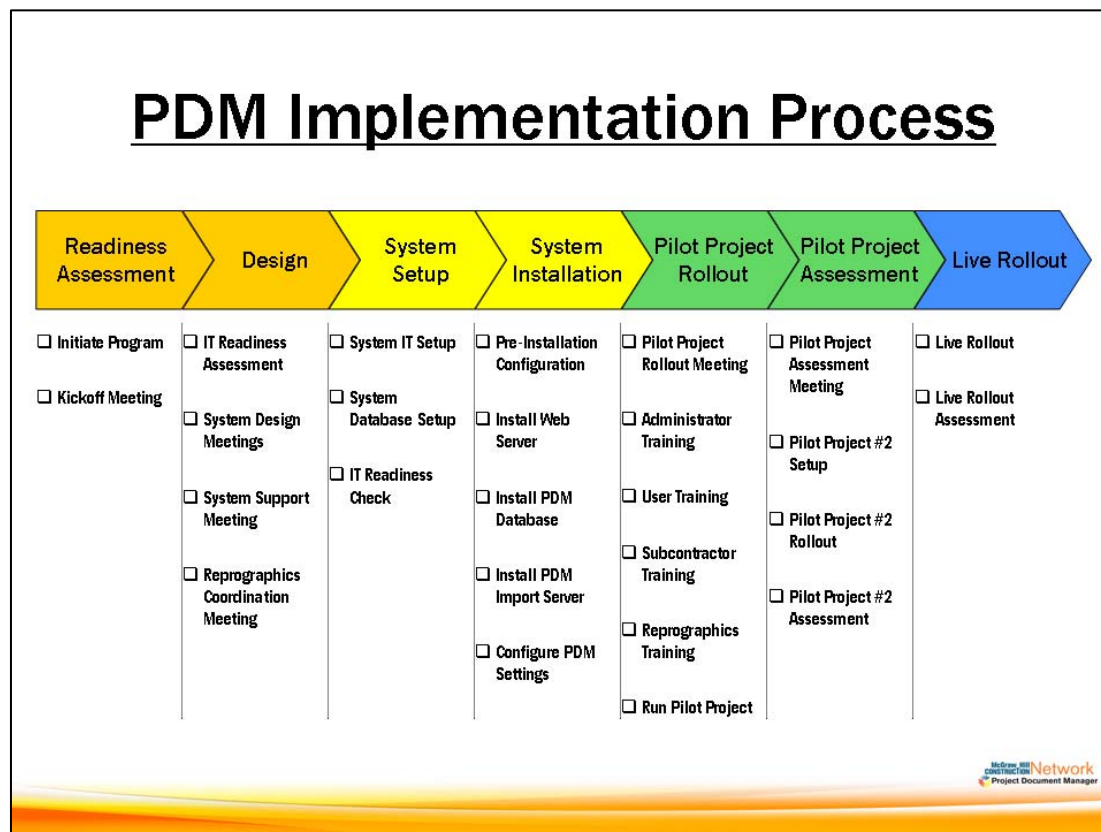 PDM Implementation Process
Readiness
Assessment
Design
System
Setup
System
Installation
Pilot Project
Rollout
Pilot Project
Assessment
Live Rollout
Initiate Program
Kickoff Meeting
IT Readiness
Assessment
System Design
Meetings
System Support
Meeting
Reprographics
Coordination
Meeting
System IT Setup
System
Database Setup
IT Readiness
Check
Pre-Installation
Configuration
Install Web
Server
Install PDM
Database
Install PDM
Import Server
Configure PDM
Settings
Pilot Project
Rollout Meeting
Administrator
Training
User Training
Subcontractor
Training
Reprographics
Training
Run Pilot Project
Pilot Project
Assessment
Meeting
Pilot Project #2
Setup
Pilot Project #2
Rollout
Pilot Project #2
Assessment
Live Rollout
Live Rollout
Assessment
McGraw_Hill
CONSTRUCTION Network
Project Document Manager